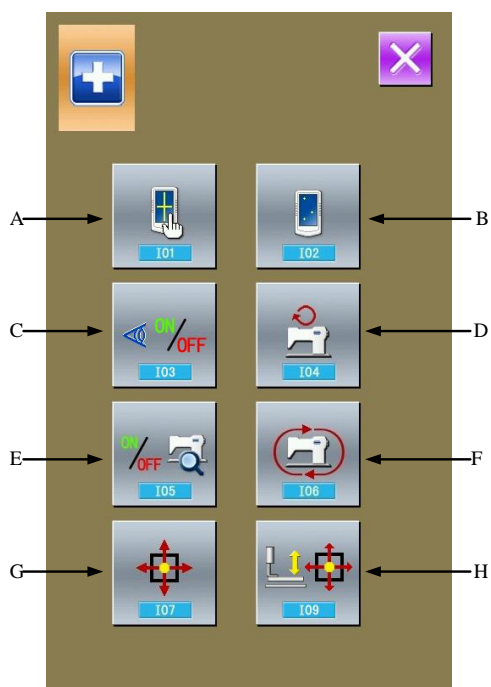 A I01 I02 B
C ON/OFF I03 I04 D
E ON/OFF I05 I06 F
G I07 I09 H